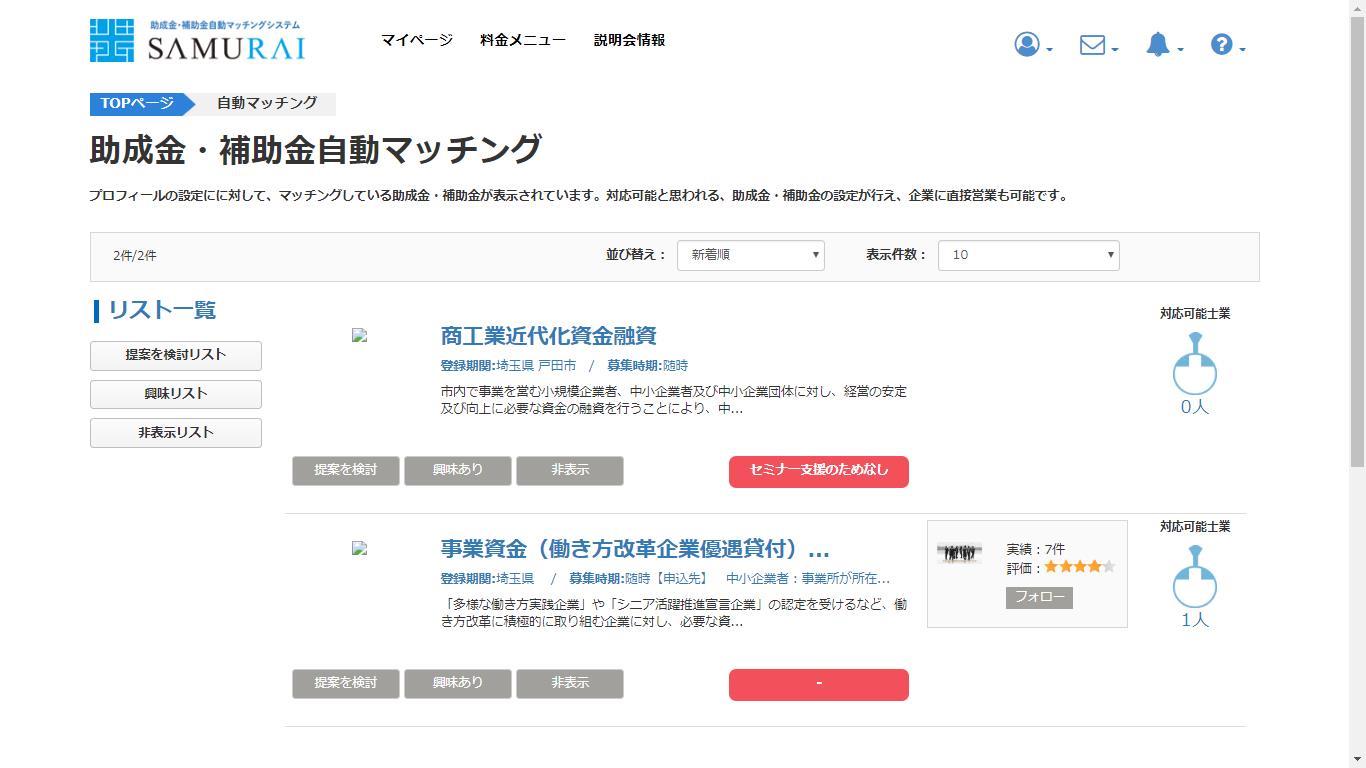 助成金・補助金自動マッチングシステム
SAMURAI
マイページ 料金メニュー 説明会情報
TOPページ 自動マッチング
助成金・補助金自動マッチング
プロフィールの設定にに対して、マッチングしている助成金・補助金が表示されています。対応可能と思われる、助成金・補助金の設定が行え、企業に直接営業も可能です。
2件/2件 並び替え： 新着順 表示件数： 10
リスト一覧
提案を検討リスト
興味リスト
非表示リスト
商工業近代化資金融資
登録期間:埼玉県 戸田市 / 募集時期:随時
市内で事業を営む小規模企業者、中小企業者及び中小企業団体に対し、経営の安定
及び向上に必要な資金の融資を行うことにより、中...
対応可能士業
0人
提案を検討 興味あり 非表示 セミナー支援のためなし
事業資金（働き方改革企業優遇貸付）...
登録期間:埼玉県 / 募集時期:随時【申込先】 中小企業者：事業所が所在...
「多様な働き方実践企業」や「シニア活躍推進宣言企業」の認定を受けるなど、働
き方改革に積極的に取り組む企業に対し、必要な資...
実績：7件
評価：
フォロー
対応可能士業
1人
提案を検討 興味あり 非表示 -